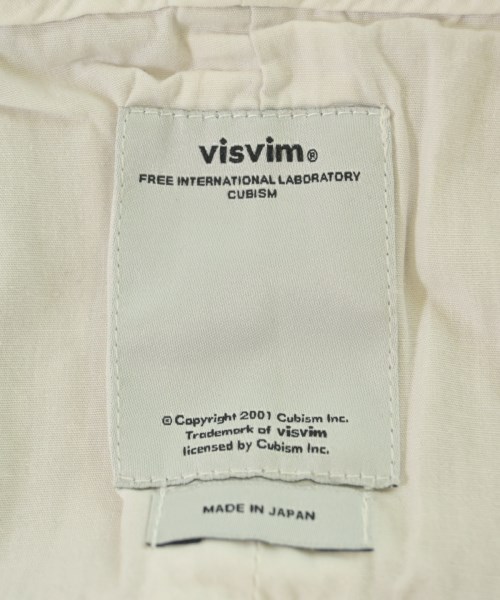 visvim®
FREE INTERNATIONAL LABORATORY
CUBISM
© Copyright 2001 Cubism Inc.
Trademark of visvim
licensed by Cubism Inc.
MADE IN JAPAN